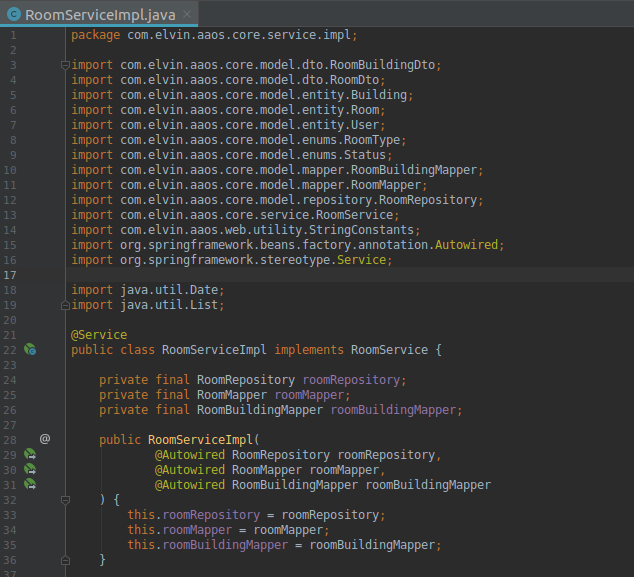 RoomServiceImpl.java
1 package com.elvin.aaos.core.service.impl;
2
3 import com.elvin.aaos.core.model.dto.RoomBuildingDto;
4 import com.elvin.aaos.core.model.dto.RoomDto;
5 import com.elvin.aaos.core.model.entity.Building;
6 import com.elvin.aaos.core.model.entity.Room;
7 import com.elvin.aaos.core.model.entity.User;
8 import com.elvin.aaos.core.model.enums.RoomType;
9 import com.elvin.aaos.core.model.enums.Status;
10 import com.elvin.aaos.core.model.mapper.RoomBuildingMapper;
11 import com.elvin.aaos.core.model.mapper.RoomMapper;
12 import com.elvin.aaos.core.model.repository.RoomRepository;
13 import com.elvin.aaos.core.service.RoomService;
14 import com.elvin.aaos.web.utility.StringConstants;
15 import org.springframework.beans.factory.annotation.Autowired;
16 import org.springframework.stereotype.Service;
17
18 import java.util.Date;
19 import java.util.List;
20
21 @Service
22 public class RoomServiceImpl implements RoomService {
23
24 private final RoomRepository roomRepository;
25 private final RoomMapper roomMapper;
26 private final RoomBuildingMapper roomBuildingMapper;
27
28 @ public RoomServiceImpl(
29 @Autowired RoomRepository roomRepository,
30 @Autowired RoomMapper roomMapper,
31 @Autowired RoomBuildingMapper roomBuildingMapper
32 ) {
33 this.roomRepository = roomRepository;
34 this.roomMapper = roomMapper;
35 this.roomBuildingMapper = roomBuildingMapper;
36 }
37